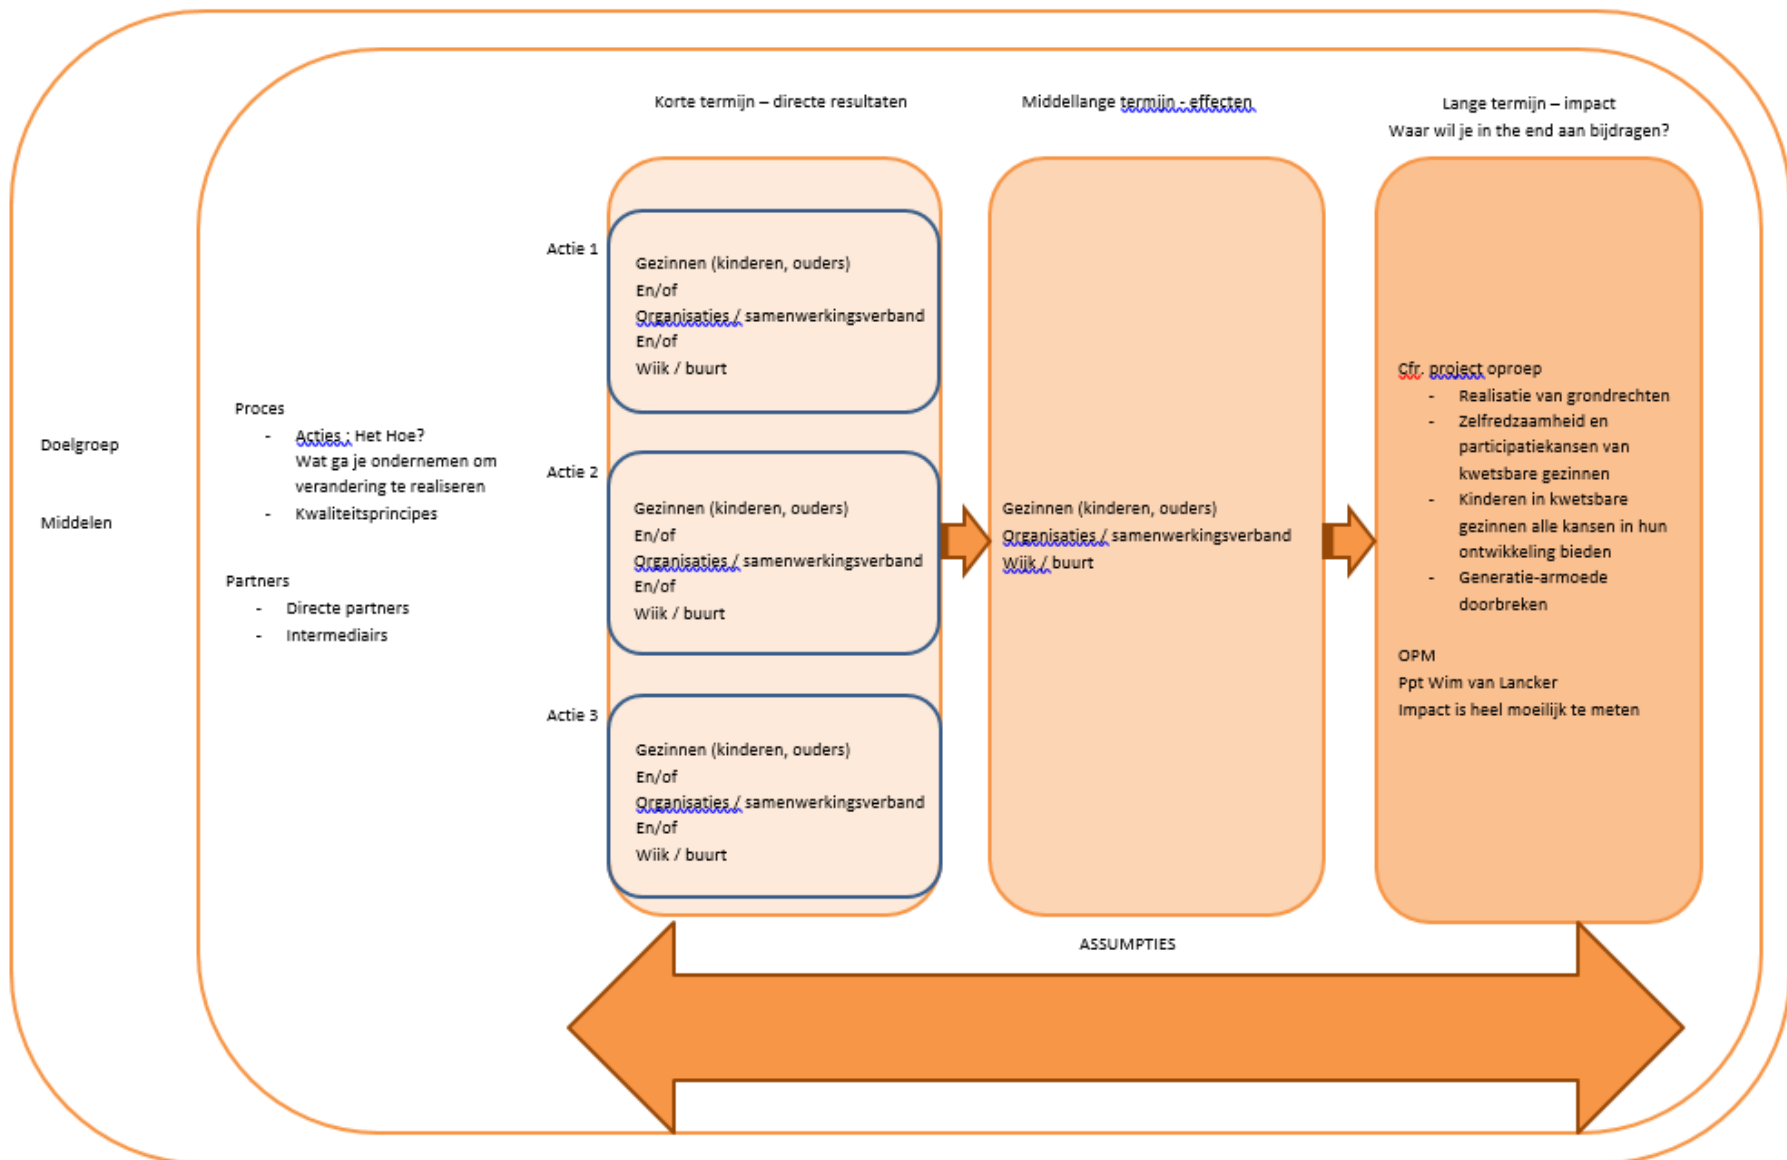 Doelgroep
Middelen
Proces
- Acties : Het Hoe?
Wat ga je ondernemen om
verandering te realiseren
- Kwaliteitsprincipes
Partners
- Directe partners
- Intermediairs
Korte termijn – directe resultaten
Actie 1
Gezinnen (kinderen, ouders)
En/of
Organisaties / samenwerkingsverband
En/of
Wijk / buurt
Actie 2
Gezinnen (kinderen, ouders)
En/of
Organisaties / samenwerkingsverband
En/of
Wijk / buurt
Actie 3
Gezinnen (kinderen, ouders)
En/of
Organisaties / samenwerkingsverband
En/of
Wijk / buurt
Middellange termijn - effecten
Gezinnen (kinderen, ouders)
Organisaties / samenwerkingsverband
Wijk / buurt
Lange termijn – impact
Waar wil je in the end aan bijdragen?
Cfr. project oproep
- Realisatie van grondrechten
- Zelfredzaamheid en
participatiekansen van
kwetsbare gezinnen
- Kinderen in kwetsbare
gezinnen alle kansen in hun
ontwikkeling bieden
- Generatie-armoede
doorbreken
OPM
Ppt Wim van Lancker
Impact is heel moeilijk te meten
ASSUMPTIES